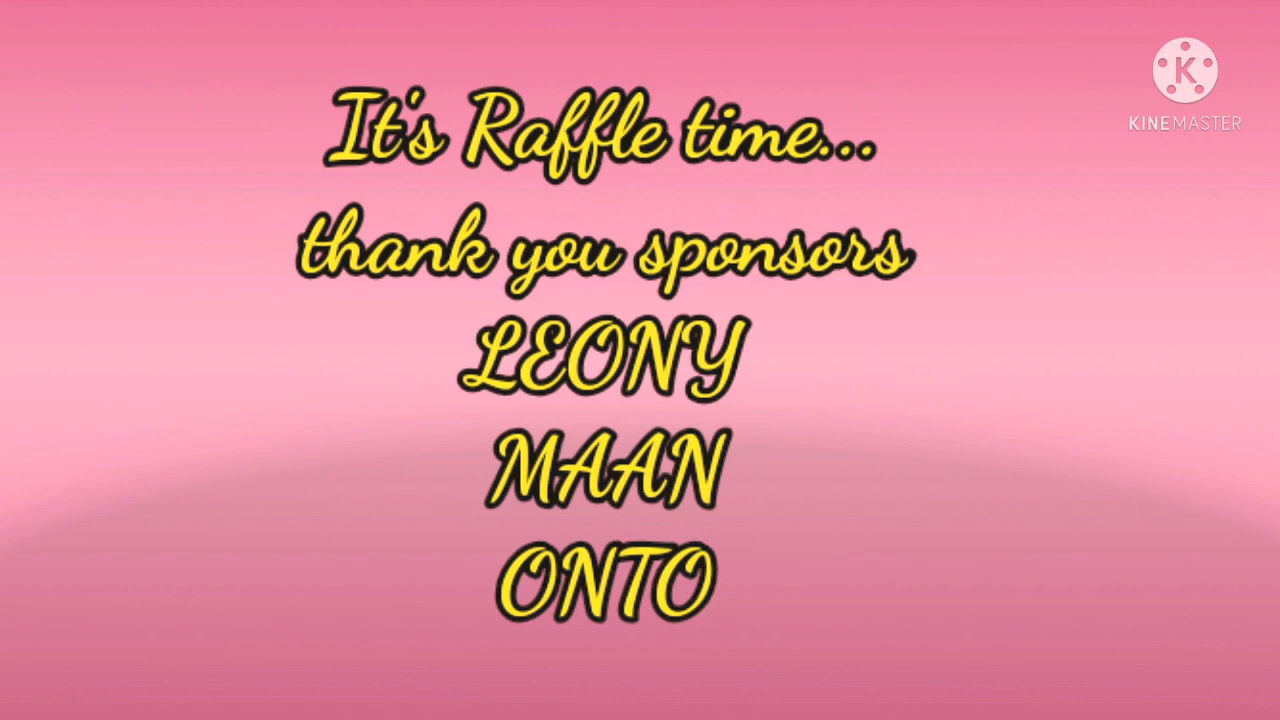 It's Raffle time...
thank you sponsors
LEONY
MAAN
ONTO
K
KINEMASTER